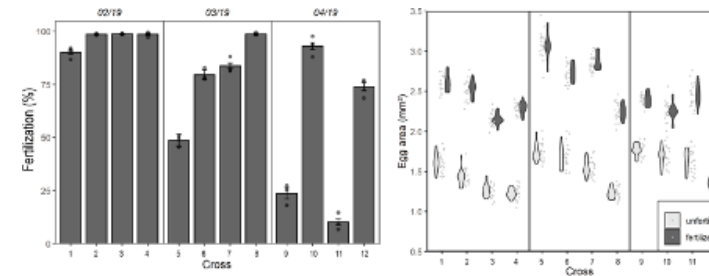 02/19 03/19 04/19
Fertilization (%)
100
75
50
25
0
1 2 3 4 5 6 7 8 9 10 11 12
Cross
Egg area (mm²)
3.5
3.0
2.5
2.0
1.5
1.0
0.5
unferti
fertiliz
1 2 3 4 5 6 7 8 9 10 11
Cross